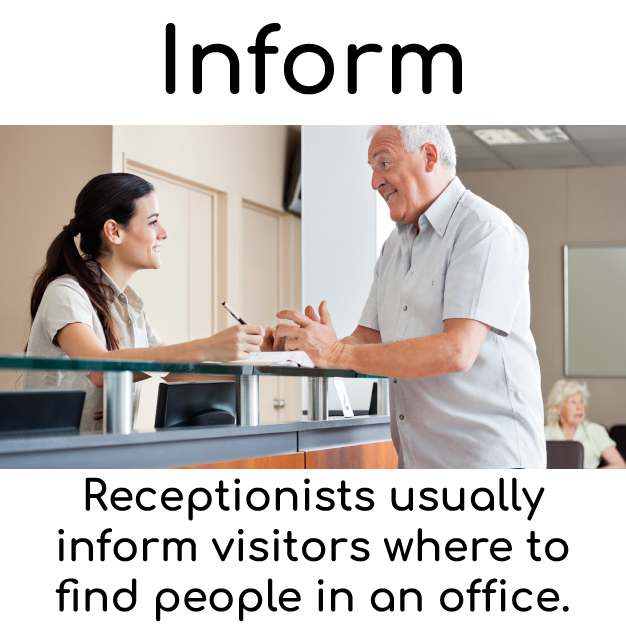 Inform
Receptionists usually
inform visitors where to
find people in an office.